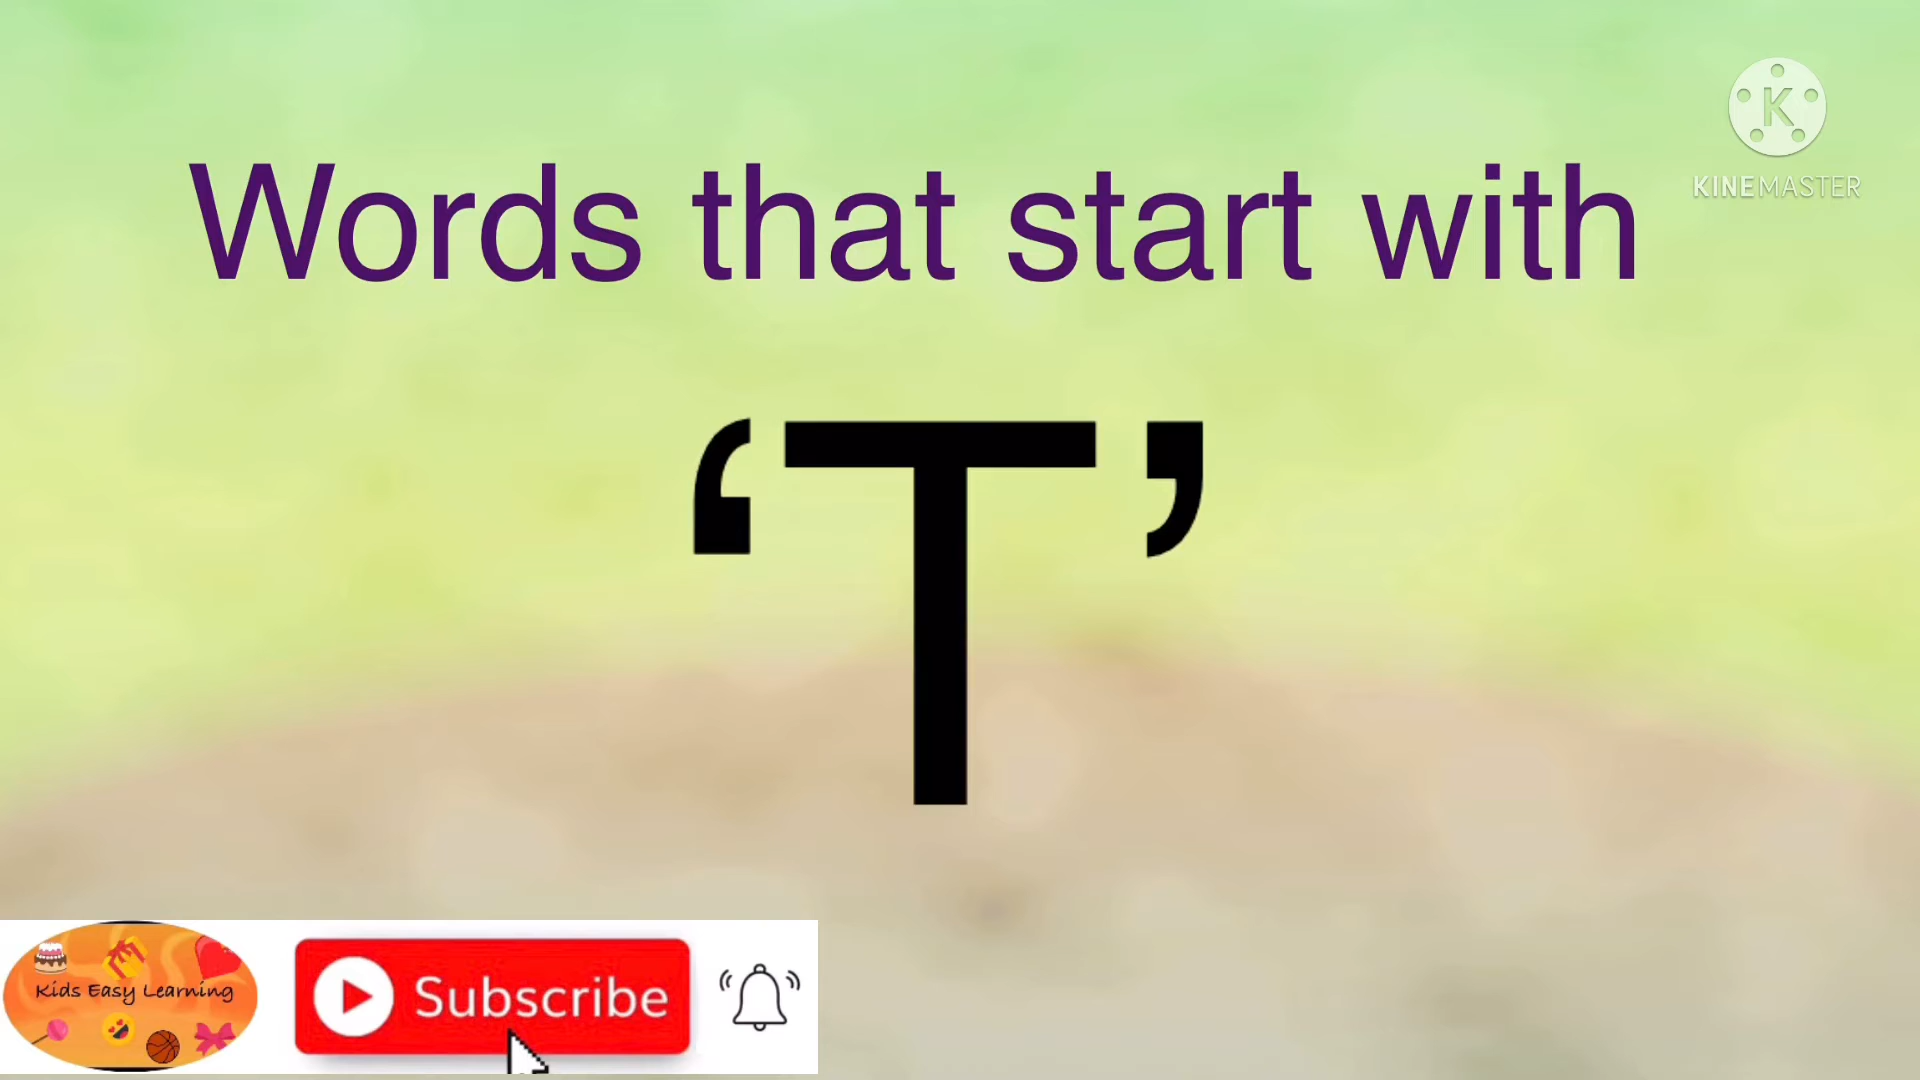 Words that start with
‘T’
K
KINEMASTER
Kids Easy Learning
Subscribe